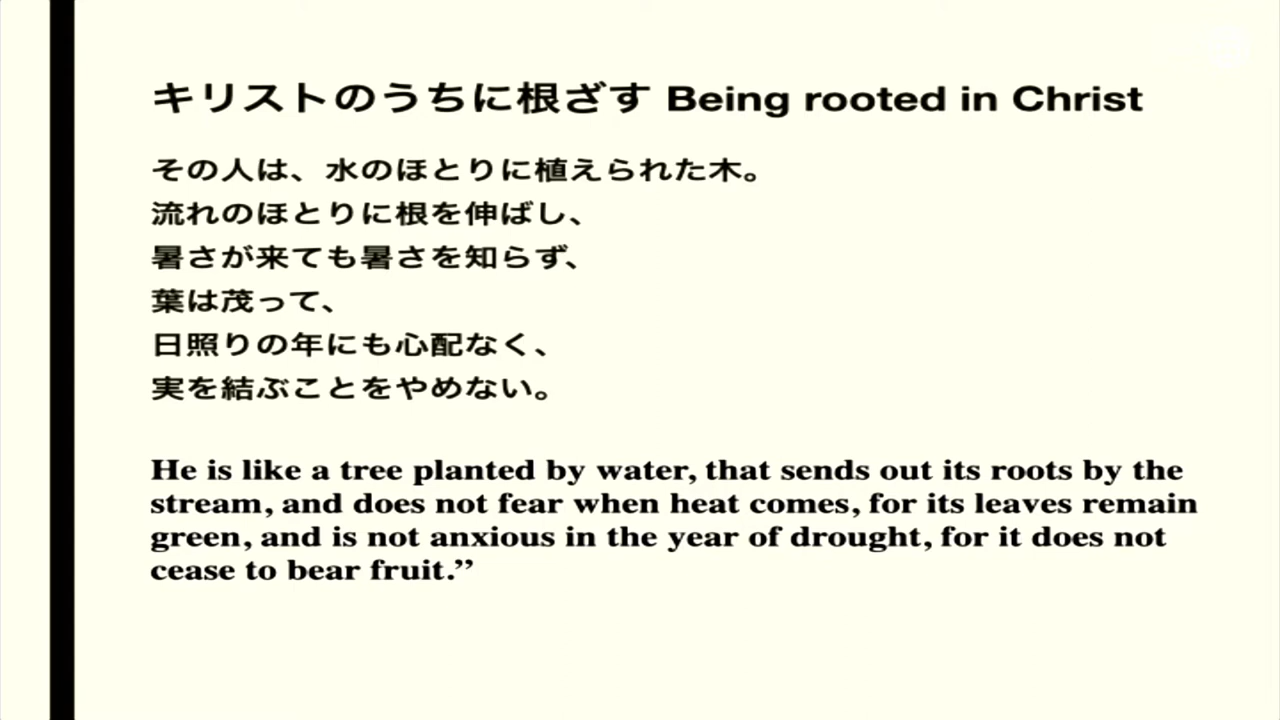 キリストのうちに根ざす Being rooted in Christ
その人は、水のほとりに植えられた木。
流れのほとりに根を伸ばし、
暑さが来ても暑さを知らず、
葉は茂って、
日照りの年にも心配なく、
実を結ぶことをやめない。
He is like a tree planted by water, that sends out its roots by the
stream, and does not fear when heat comes, for its leaves remain
green, and is not anxious in the year of drought, for it does not
cease to bear fruit.”